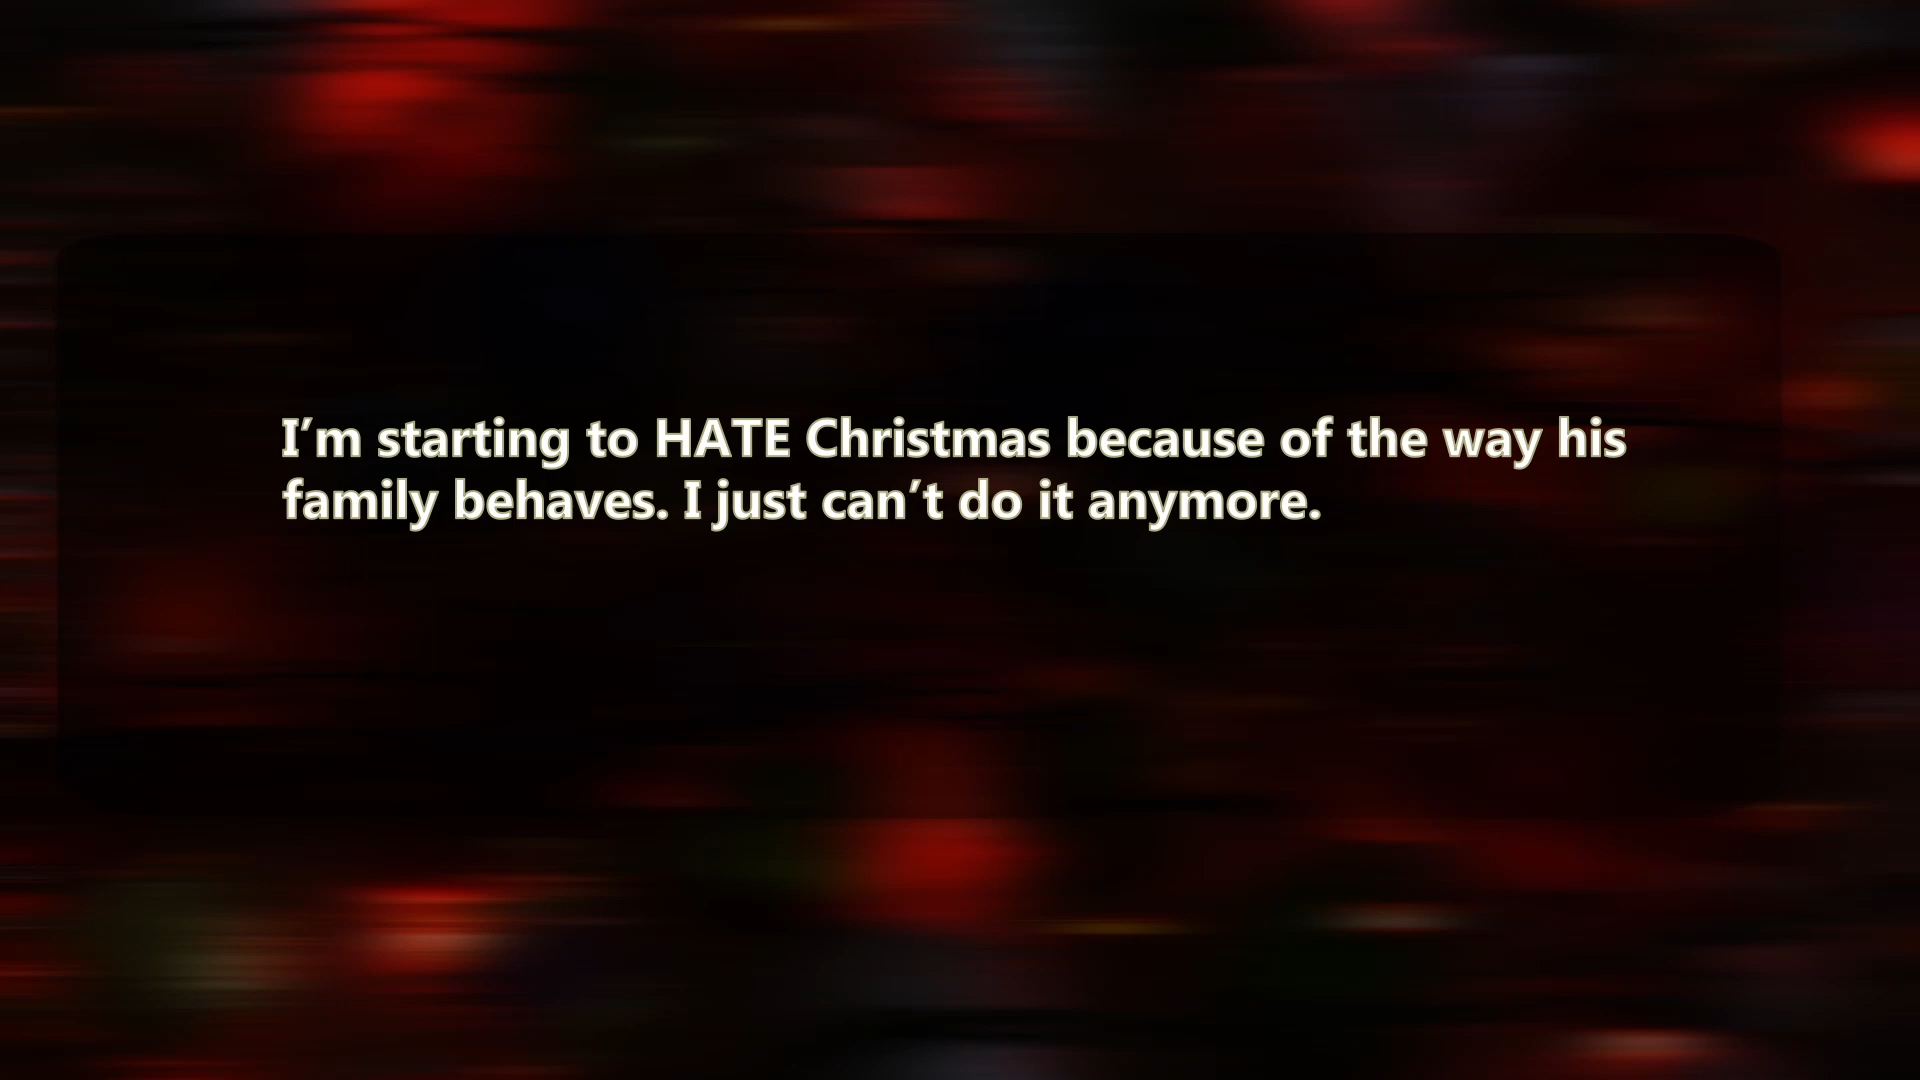 I’m starting to HATE Christmas because of the way his
family behaves. I just can’t do it anymore.